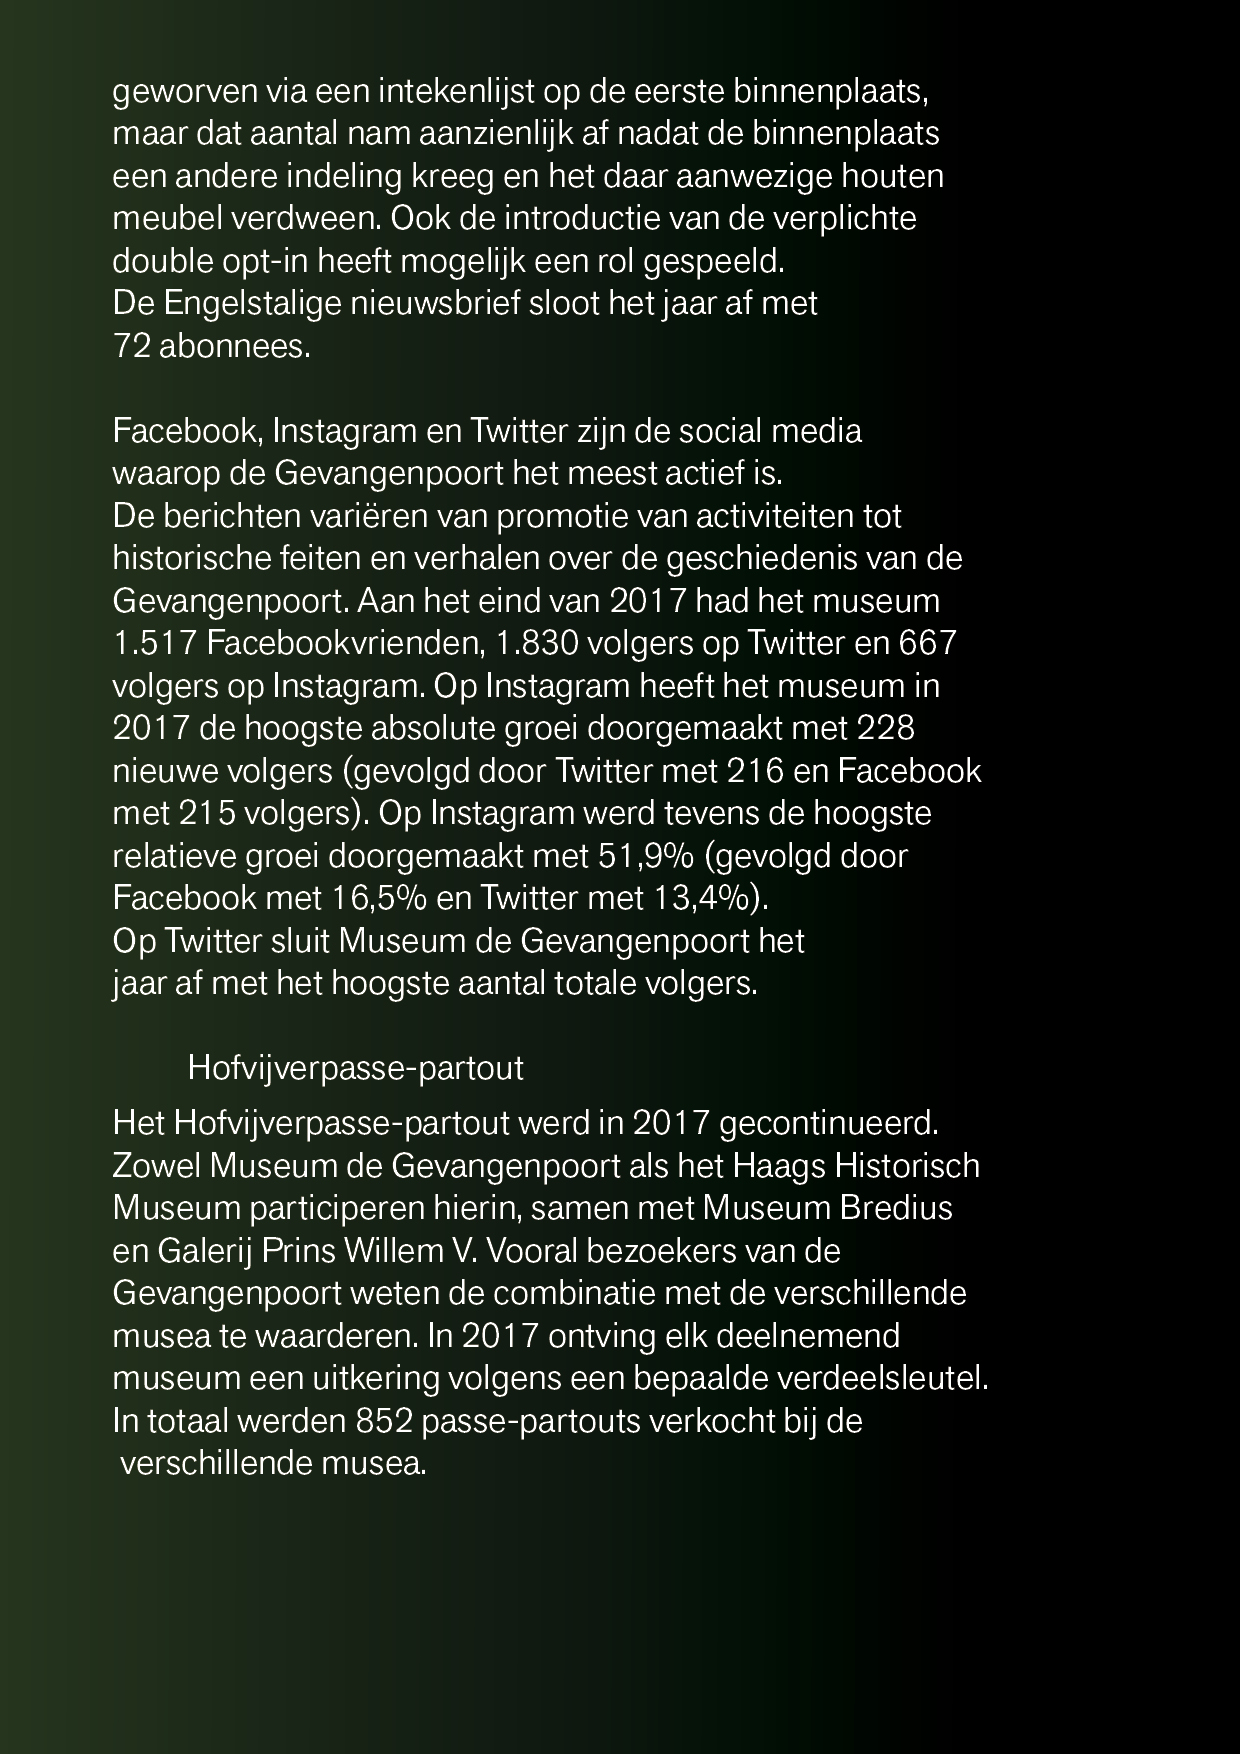 geworven via een intekenlijst op de eerste binnenplaats,
maar dat aantal nam aanzienlijk af nadat de binnenplaats
een andere indeling kreeg en het daar aanwezige houten
meubel verdween. Ook de introductie van de verplichte
double opt-in heeft mogelijk een rol gespeeld.
De Engelstalige nieuwsbrief sloot het jaar af met
72 abonnees.

Facebook, Instagram en Twitter zijn de social media
waarop de Gevangenpoort het meest actief is.
De berichten variëren van promotie van activiteiten tot
historische feiten en verhalen over de geschiedenis van de
Gevangenpoort. Aan het eind van 2017 had het museum
1.517 Facebookvrienden, 1.830 volgers op Twitter en 667
volgers op Instagram. Op Instagram heeft het museum in
2017 de hoogste absolute groei doorgemaakt met 228
nieuwe volgers (gevolgd door Twitter met 216 en Facebook
met 215 volgers). Op Instagram werd tevens de hoogste
relatieve groei doorgemaakt met 51,9% (gevolgd door
Facebook met 16,5% en Twitter met 13,4%).
Op Twitter sluit Museum de Gevangenpoort het
jaar af met het hoogste aantal totale volgers.

Hofvijverpasse-partout
Het Hofvijverpasse-partout werd in 2017 gecontinueerd.
Zowel Museum de Gevangenpoort als het Haags Historisch
Museum participeren hierin, samen met Museum Bredius
en Galerij Prins Willem V. Vooral bezoekers van de
Gevangenpoort weten de combinatie met de verschillende
musea te waarderen. In 2017 ontving elk deelnemend
museum een uitkering volgens een bepaalde verdeelsleutel.
In totaal werden 852 passe-partouts verkocht bij de
verschillende musea.